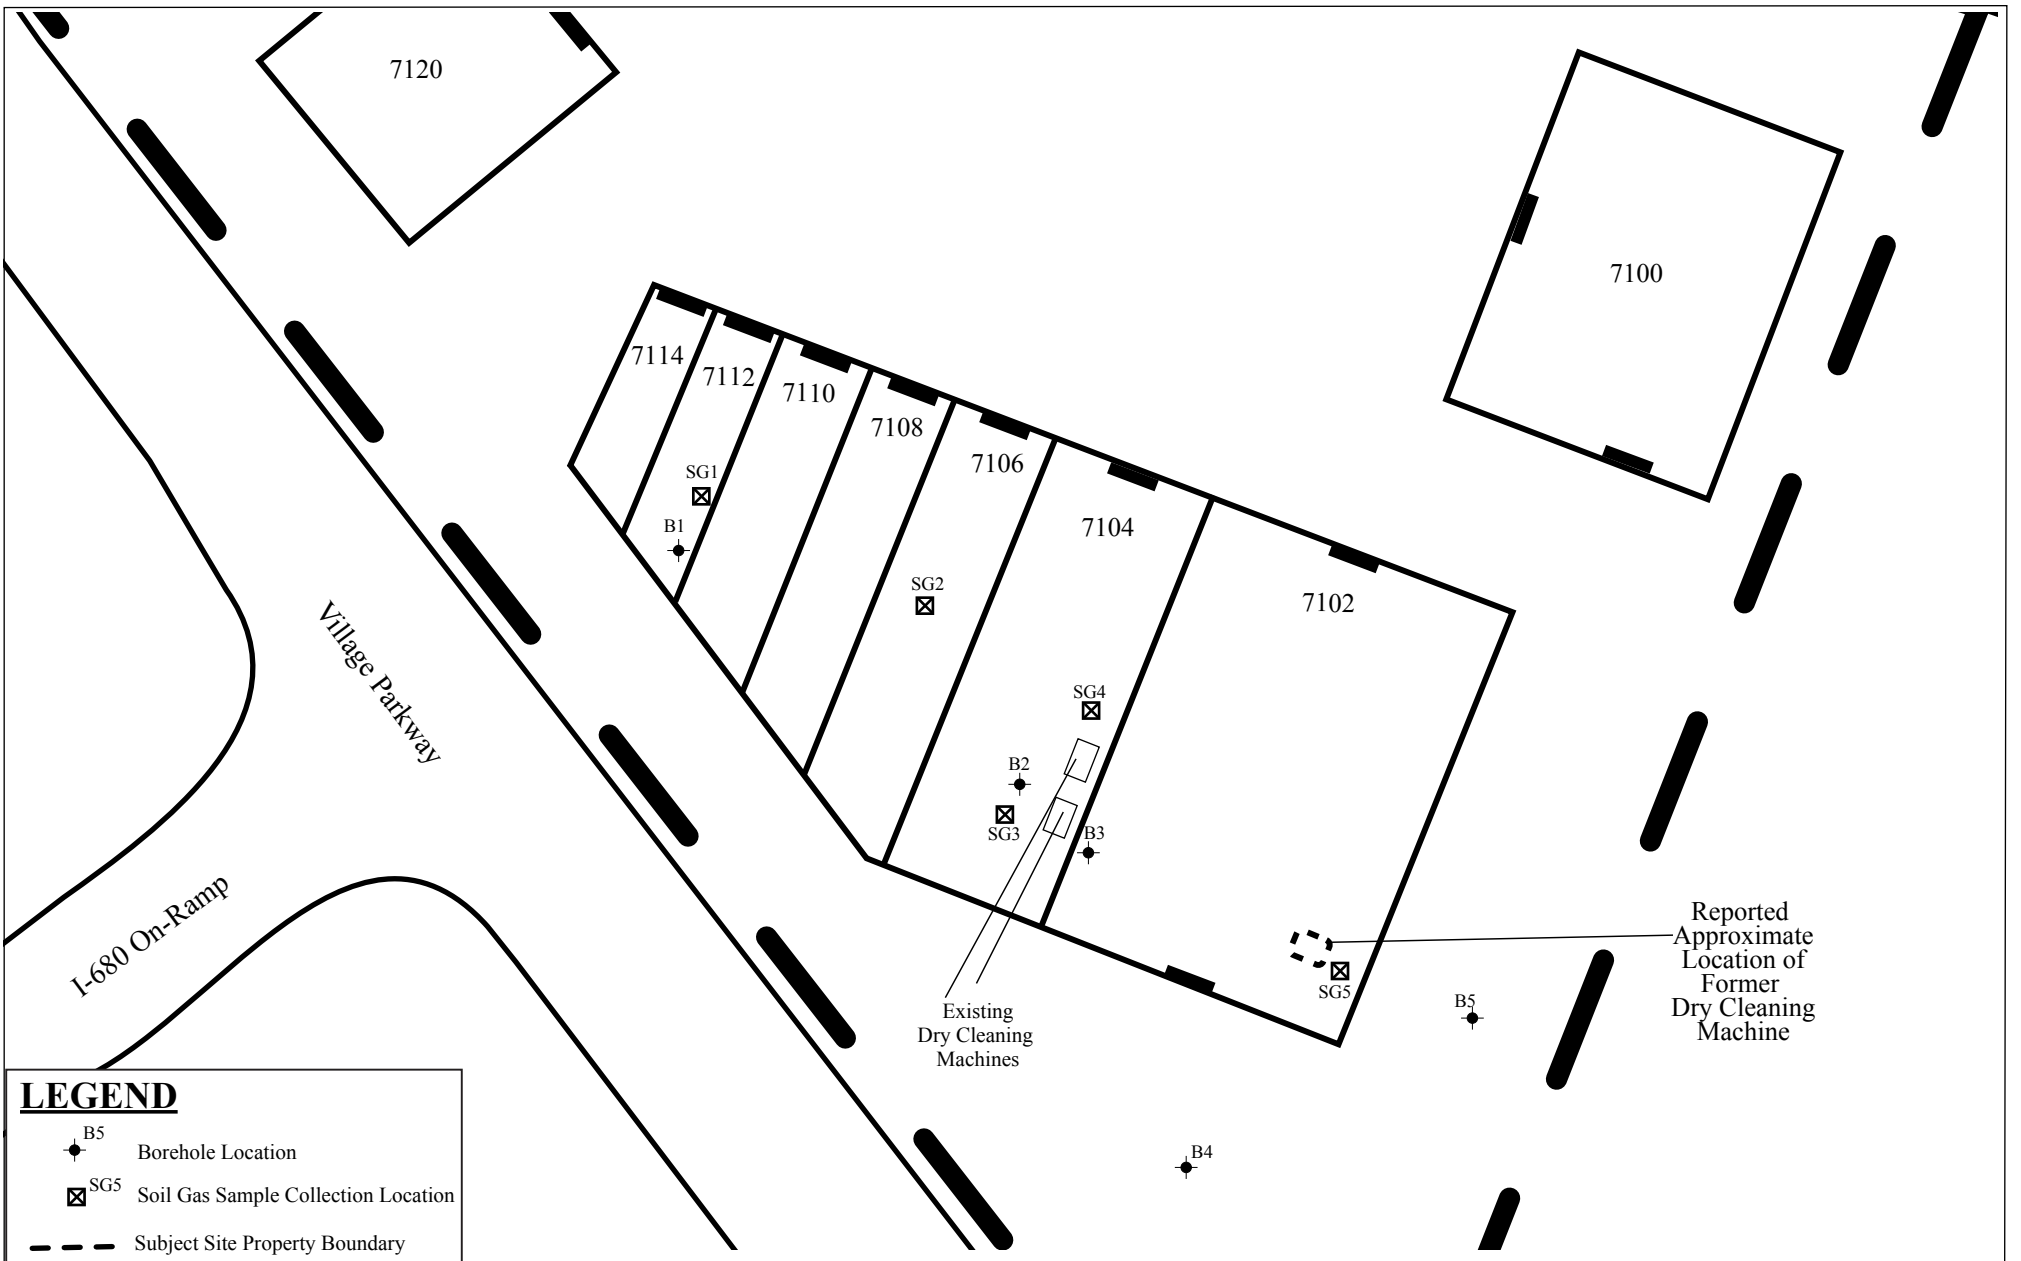 7120
7100
7114
7112
7110
7108
7106
7104
7102
SG1
B1
SG2
SG4
B2
SG3
B3
SG5
B5
B4
Village Parkway
I-680 On-Ramp
Existing
Dry Cleaning
Machines
Reported
Approximate
Location of
Former
Dry Cleaning
Machine
LEGEND
B5
Borehole Location
SG5
Soil Gas Sample Collection Location
Subject Site Property Boundary